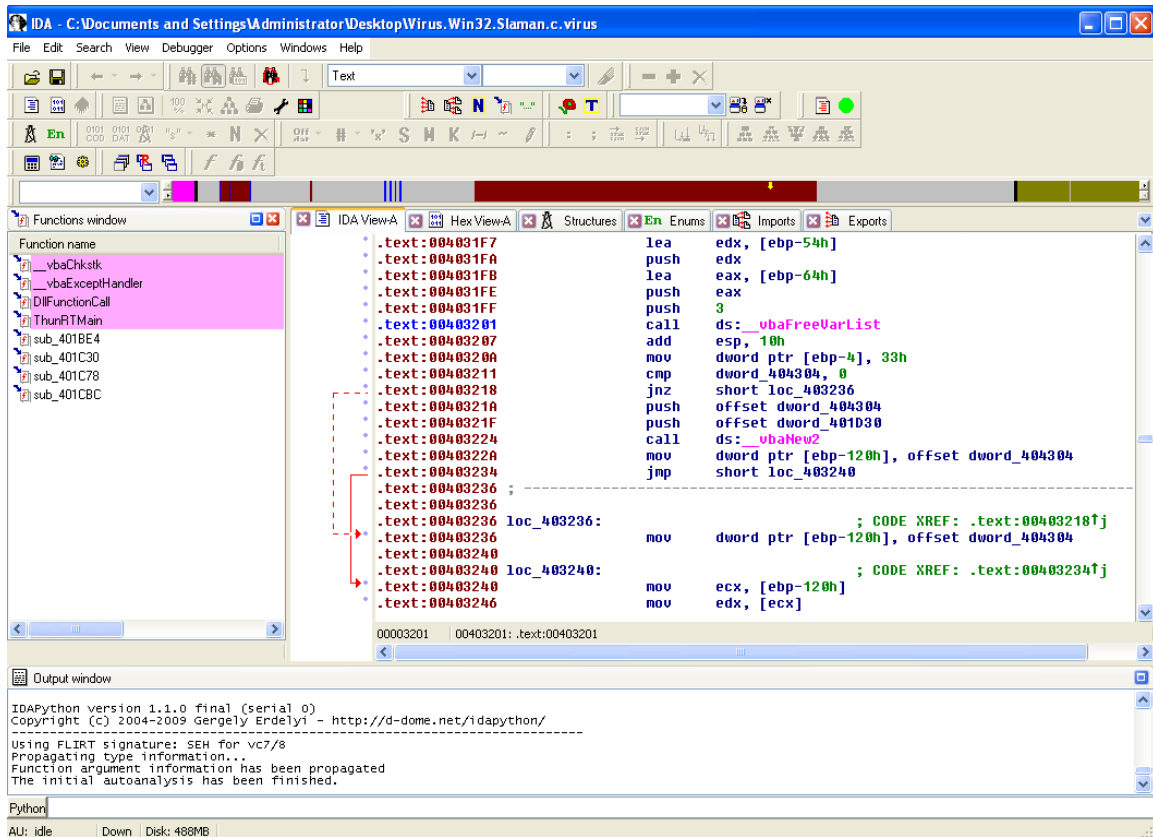 IDA - C:\Documents and Settings\Administrator\Desktop\Virus.Win32.Slaman.c.virus
File Edit Search View Debugger Options Windows Help
Text
N "..." T
En 0101 COD 0101 DAT "s" * N Off # 'x' S M K : ;
f
Functions window
IDA View-A Hex View-A Structures En Enums Imports Exports
Function name
__vbaChkstk
__vbaExceptHandler
DllFunctionCall
ThunRTMain
sub_401BE4
sub_401C30
sub_401C78
sub_401CBC
.text:004031F7 lea edx, [ebp-54h]
.text:004031FA push edx
.text:004031FB lea eax, [ebp-64h]
.text:004031FE push eax
.text:004031FF push 3
.text:00403201 call ds:__vbaFreeVarList
.text:00403207 add esp, 10h
.text:0040320A mov dword ptr [ebp-4], 33h
.text:00403211 cmp dword_404304, 0
.text:00403218 jnz short loc_403236
.text:0040321A push offset dword_404304
.text:0040321F push offset dword_401D30
.text:00403224 call ds:__vbaNew2
.text:0040322A mov dword ptr [ebp-120h], offset dword_404304
.text:00403234 jmp short loc_403240
.text:00403236 ; ---------------------------------------------------------------------------
.text:00403236
.text:00403236 loc_403236: ; CODE XREF: .text:00403218↑j
.text:00403236 mov dword ptr [ebp-120h], offset dword_404304
.text:00403240
.text:00403240 loc_403240: ; CODE XREF: .text:00403234↑j
.text:00403240 mov ecx, [ebp-120h]
.text:00403246 mov edx, [ecx]
00003201 00403201: .text:00403201
Output window
IDAPython version 1.1.0 final (serial 0)
Copyright (c) 2004-2009 Gergely Erdelyi - http://d-dome.net/idapython/
---------------------------------------------------------------------------
Using FLIRT signature: SEH for vc7/8
Propagating type information...
Function argument information has been propagated
The initial autoanalysis has been finished.
Python
AU: idle Down Disk: 488MB